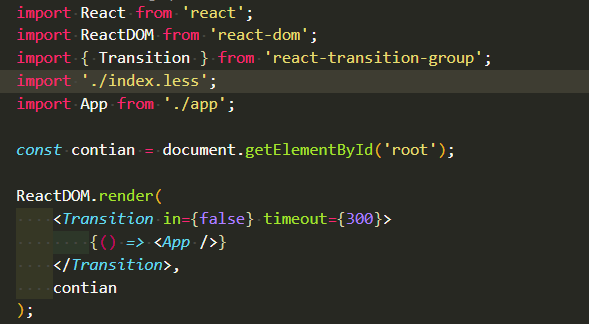 import React from 'react';
import ReactDOM from 'react-dom';
import { Transition } from 'react-transition-group';
import './index.less';
import App from './app';
const contian = document.getElementById('root');
ReactDOM.render(
<Transition in={false} timeout={300}>
{() => <App />}
</Transition>,
contian
);